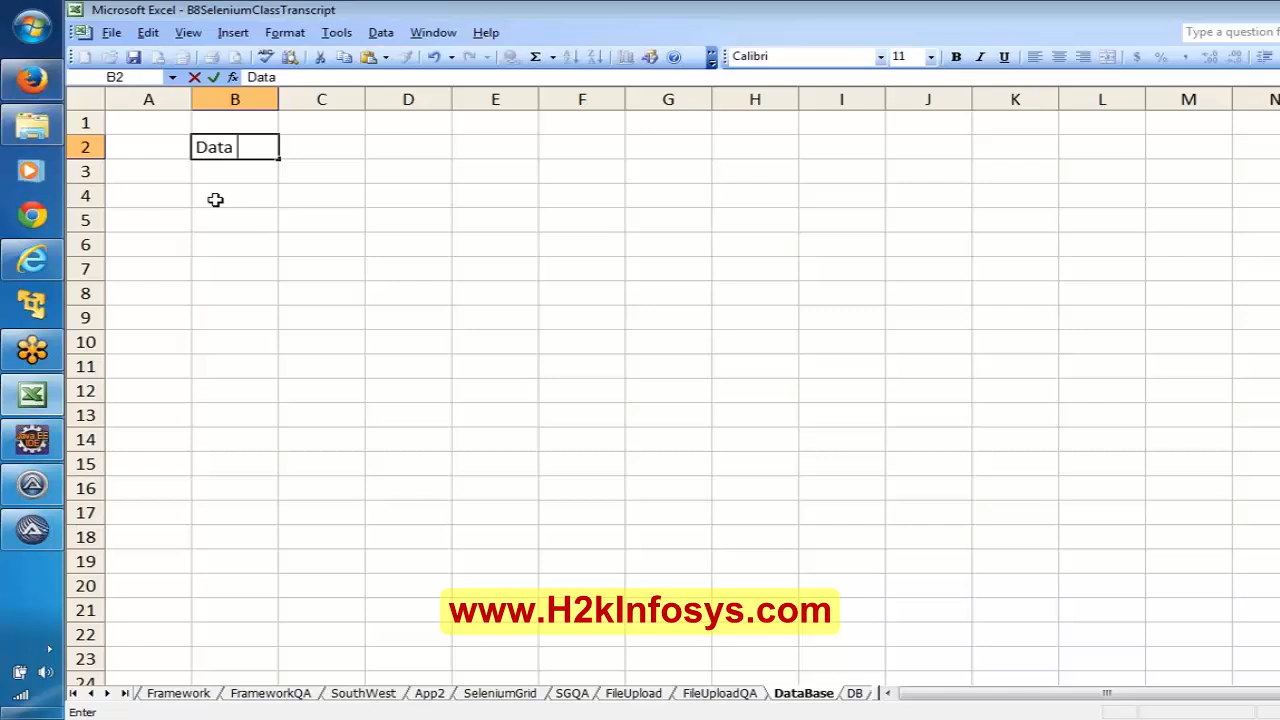 Microsoft Excel - B8SeleniumClassTranscript
File Edit View Insert Format Tools Data Window Help
Type a question f
Calibri 11 B I U
B2 Data
A B C D E F G H I J K L M N
1
2 Data
3
4
5
6
7
8
9
10
11
12
13
14
15
16
17
18
19
20
21
www.H2kInfosys.com
22
23
24
Framework FrameworkQA SouthWest App2 SeleniumGrid SGQA FileUpload FileUploadQA DataBase DB
Enter